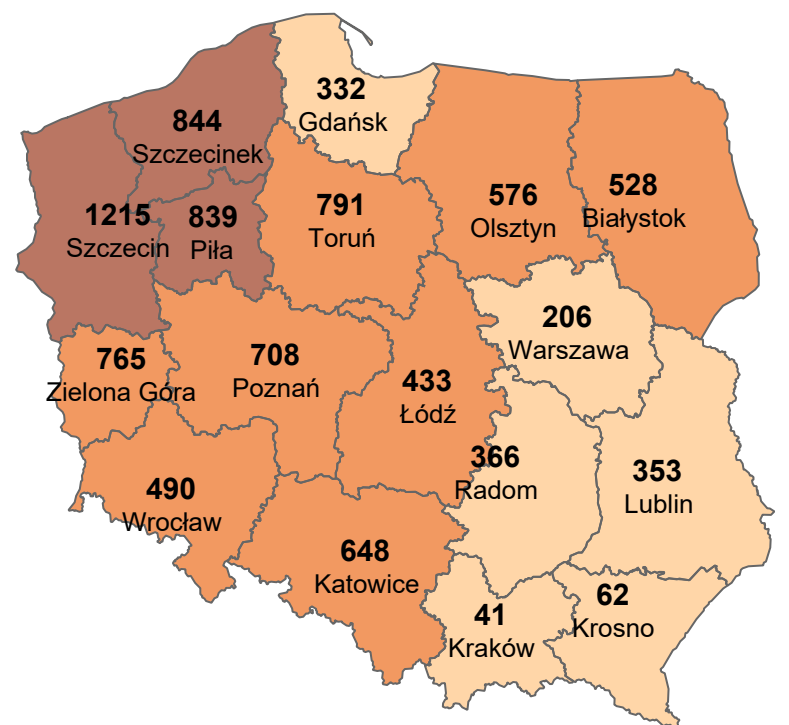 332
Gdańsk
844
Szczecinek
1215
Szczecin
839
Piła
791
Toruń
576
Olsztyn
528
Białystok
206
Warszawa
765
Zielona Góra
708
Poznań
433
Łódź
366
Radom
353
Lublin
490
Wrocław
648
Katowice
41
Kraków
62
Krosno